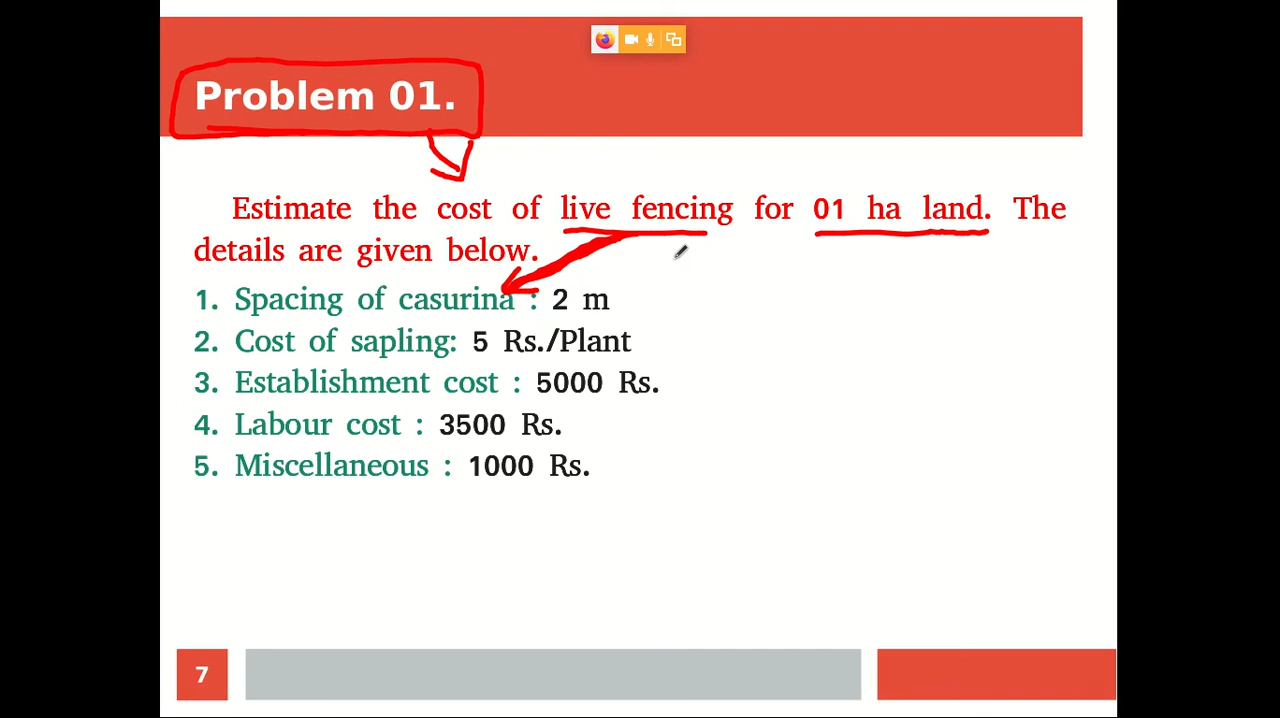 Problem 01.
Estimate the cost of live fencing for 01 ha land. The
details are given below.
1. Spacing of casurina : 2 m
2. Cost of sapling: 5 Rs./Plant
3. Establishment cost : 5000 Rs.
4. Labour cost : 3500 Rs.
5. Miscellaneous : 1000 Rs.
7